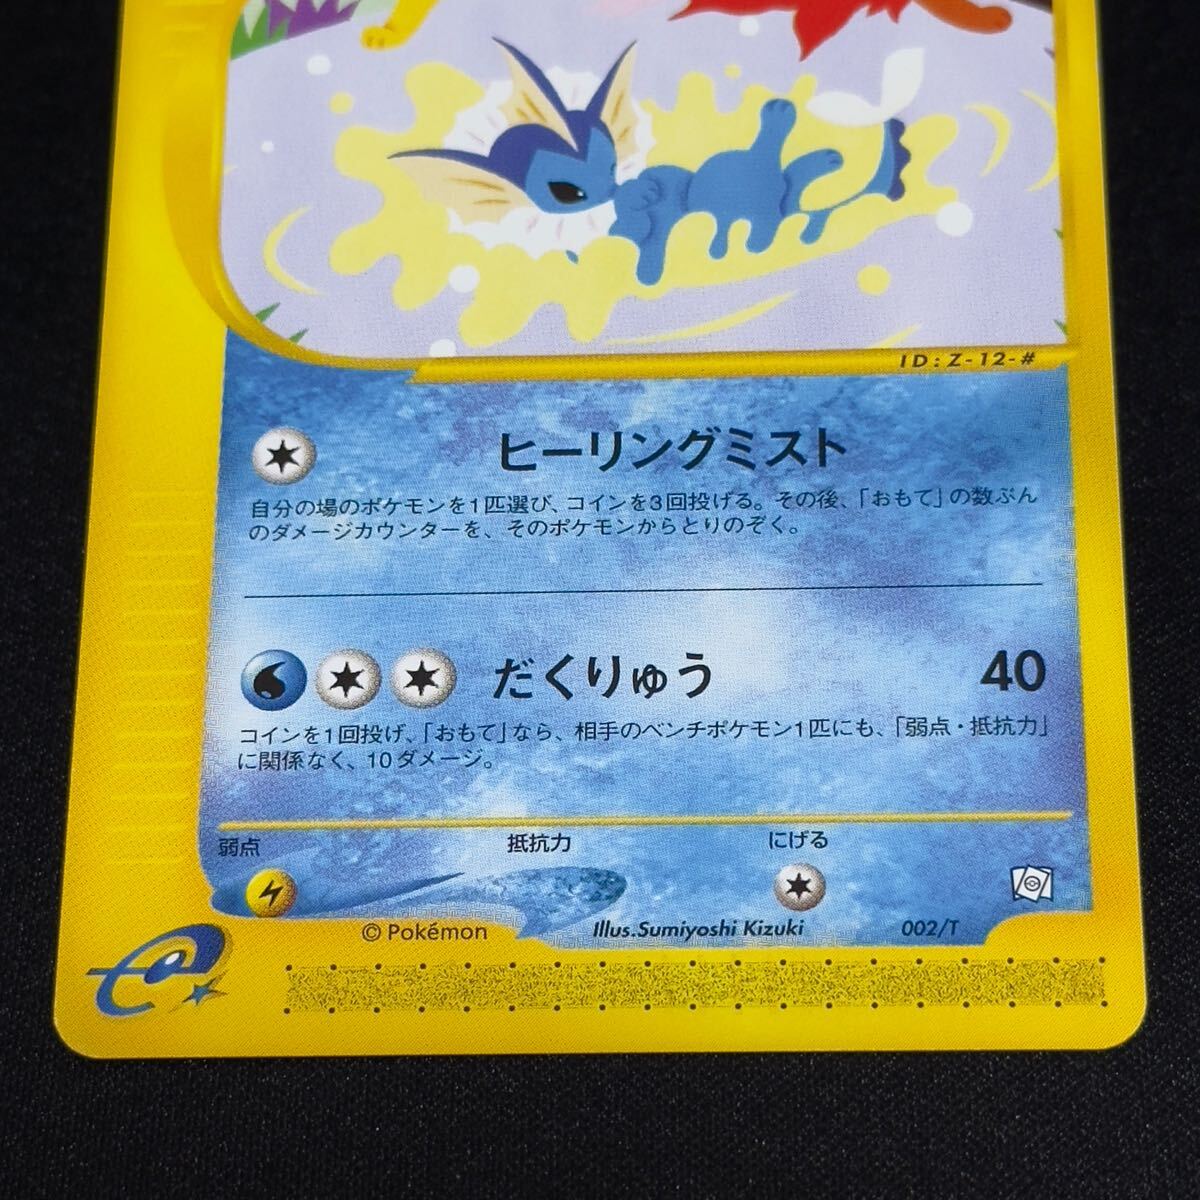 ID:Z-12-#
ヒーリングミスト
自分の場のポケモンを1匹選び、コインを3回投げる。その後、「おもて」の数ぶん
のダメージカウンターを、そのポケモンからとりのぞく。
だくりゅう 40
コインを1回投げ、「おもて」なら、相手のベンチポケモン1匹にも、「弱点・抵抗力」
に関係なく、10ダメージ。
弱点 抵抗力 にげる
© Pokémon Illus.Sumiyoshi Kizuki 002/T
e